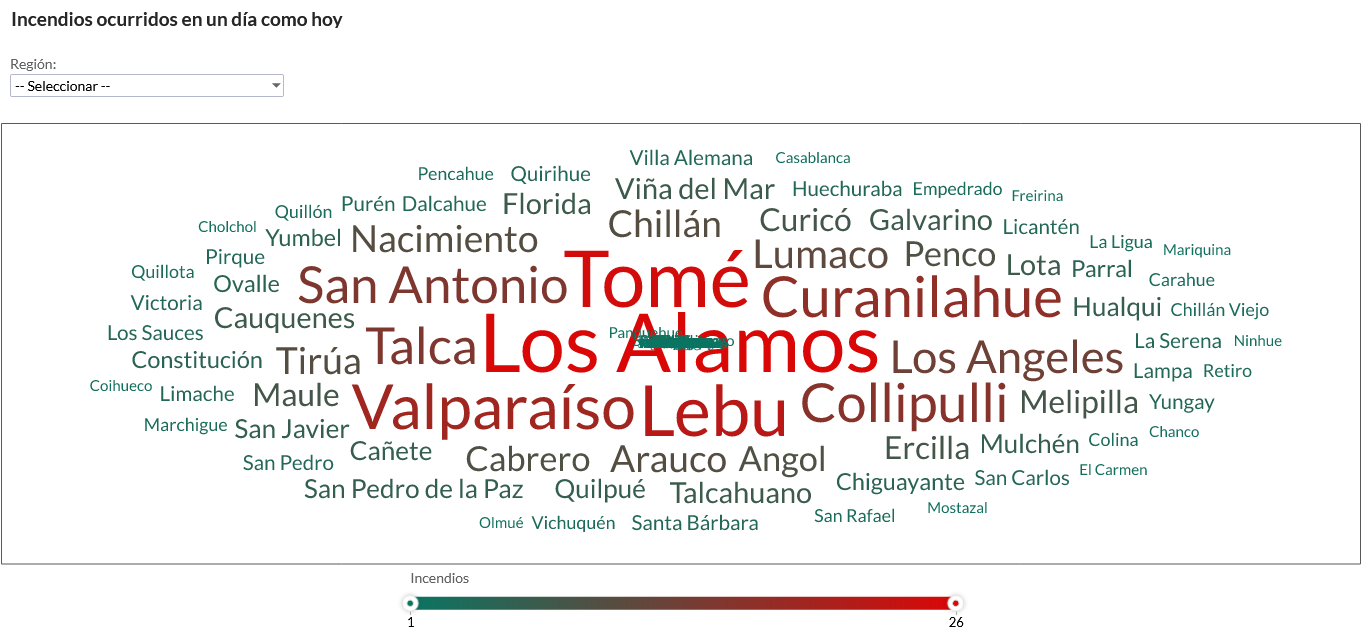 Incendios ocurridos en un día como hoy
Región:
-- Seleccionar --
Villa Alemana Casablanca
Pencahue Quirihue
Viña del Mar Huechuraba Empedrado Freirina
Quillón Purén Dalcahue Florida
Cholchol Yumbel Nacimiento Chillán Curicó Galvarino Licantén
La Ligua Mariquina
Pirque Lumaco Penco
Quillota Ovalle San Antonio Tomé Lota Parral Carahue
Victoria Cauquenes Curanilahue Hualqui Chillán Viejo
Los Sauces Talca Los Alamos La Serena Ninhue
Constitución Tirúa Los Angeles Lampa Retiro
Coihueco Limache Maule Valparaíso Lebu Collipulli Melipilla Yungay
Marchigue San Javier Chanco
San Pedro Cañete Cabrero Arauco Angol Ercilla Mulchén Colina
El Carmen
San Pedro de la Paz Quilpué Talcahuano Chiguayante San Carlos
Olmué Vichuquén Santa Bárbara San Rafael Mostazal
Incendios
1 26